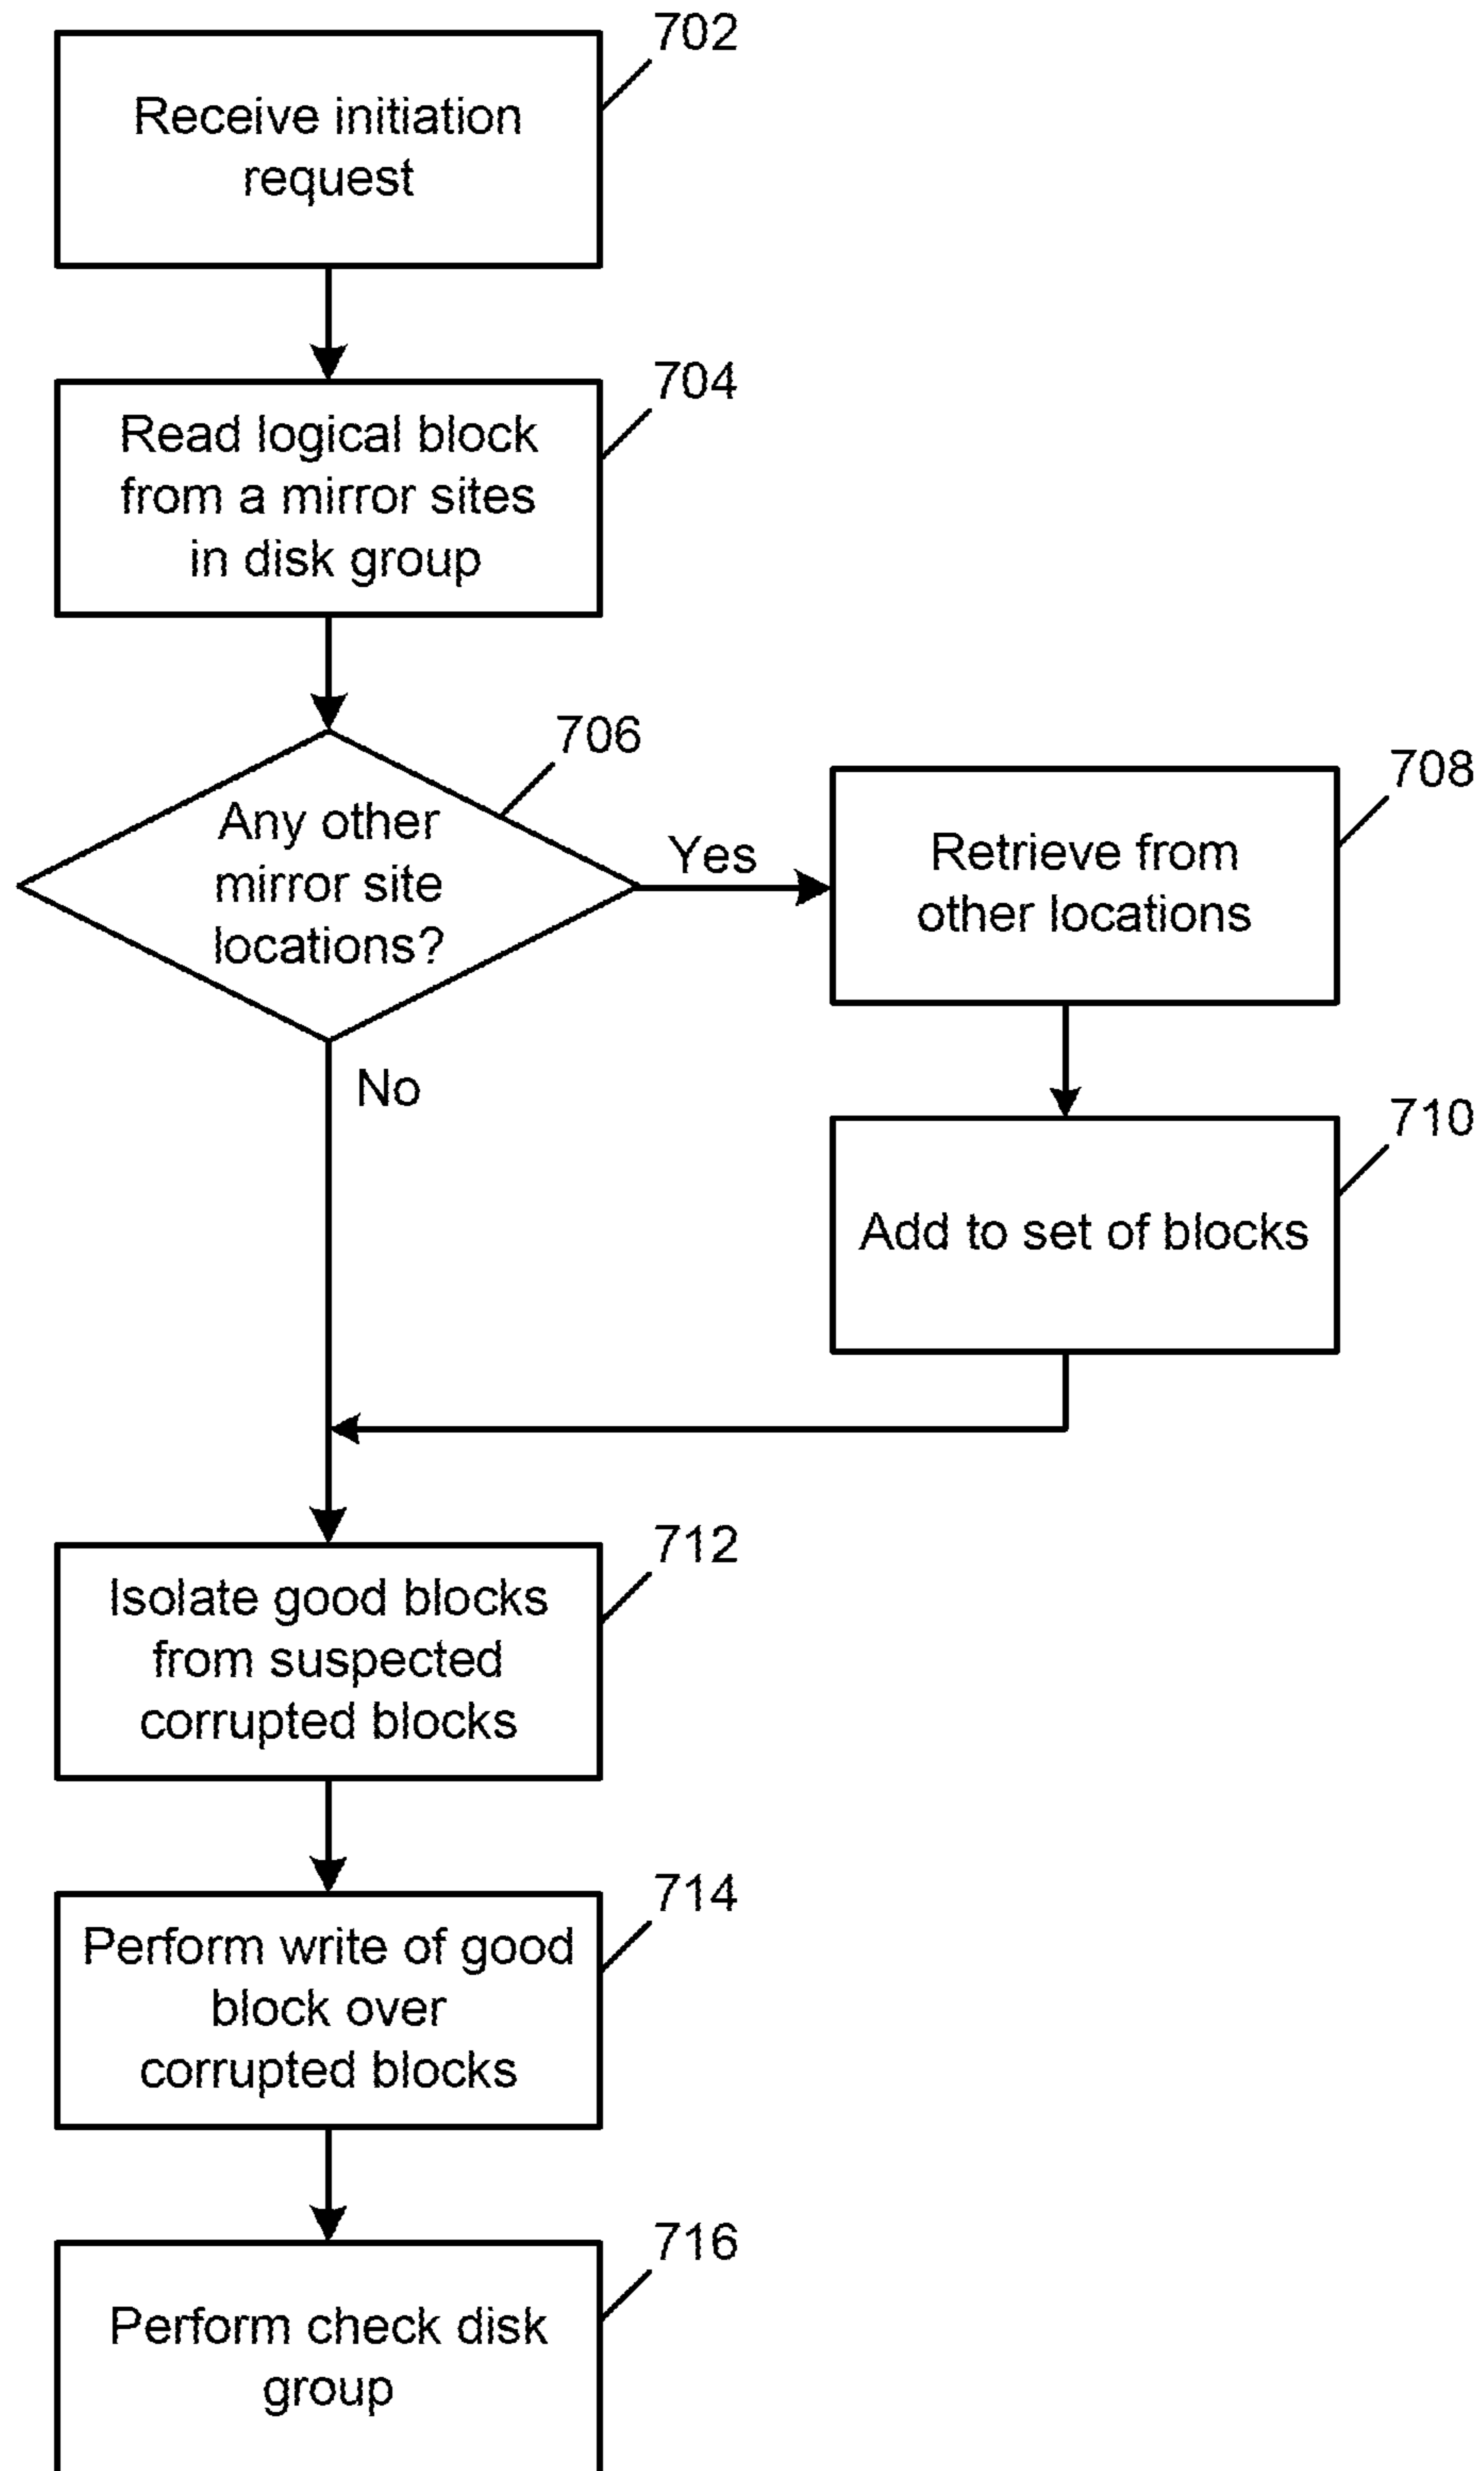 702
Receive initiation
request
704
Read logical block
from a mirror sites
in disk group
706
Any other
mirror site
locations?
Yes
708
Retrieve from
other locations
No
710
Add to set of blocks
712
Isolate good blocks
from suspected
corrupted blocks
714
Perform write of good
block over
corrupted blocks
716
Perform check disk
group